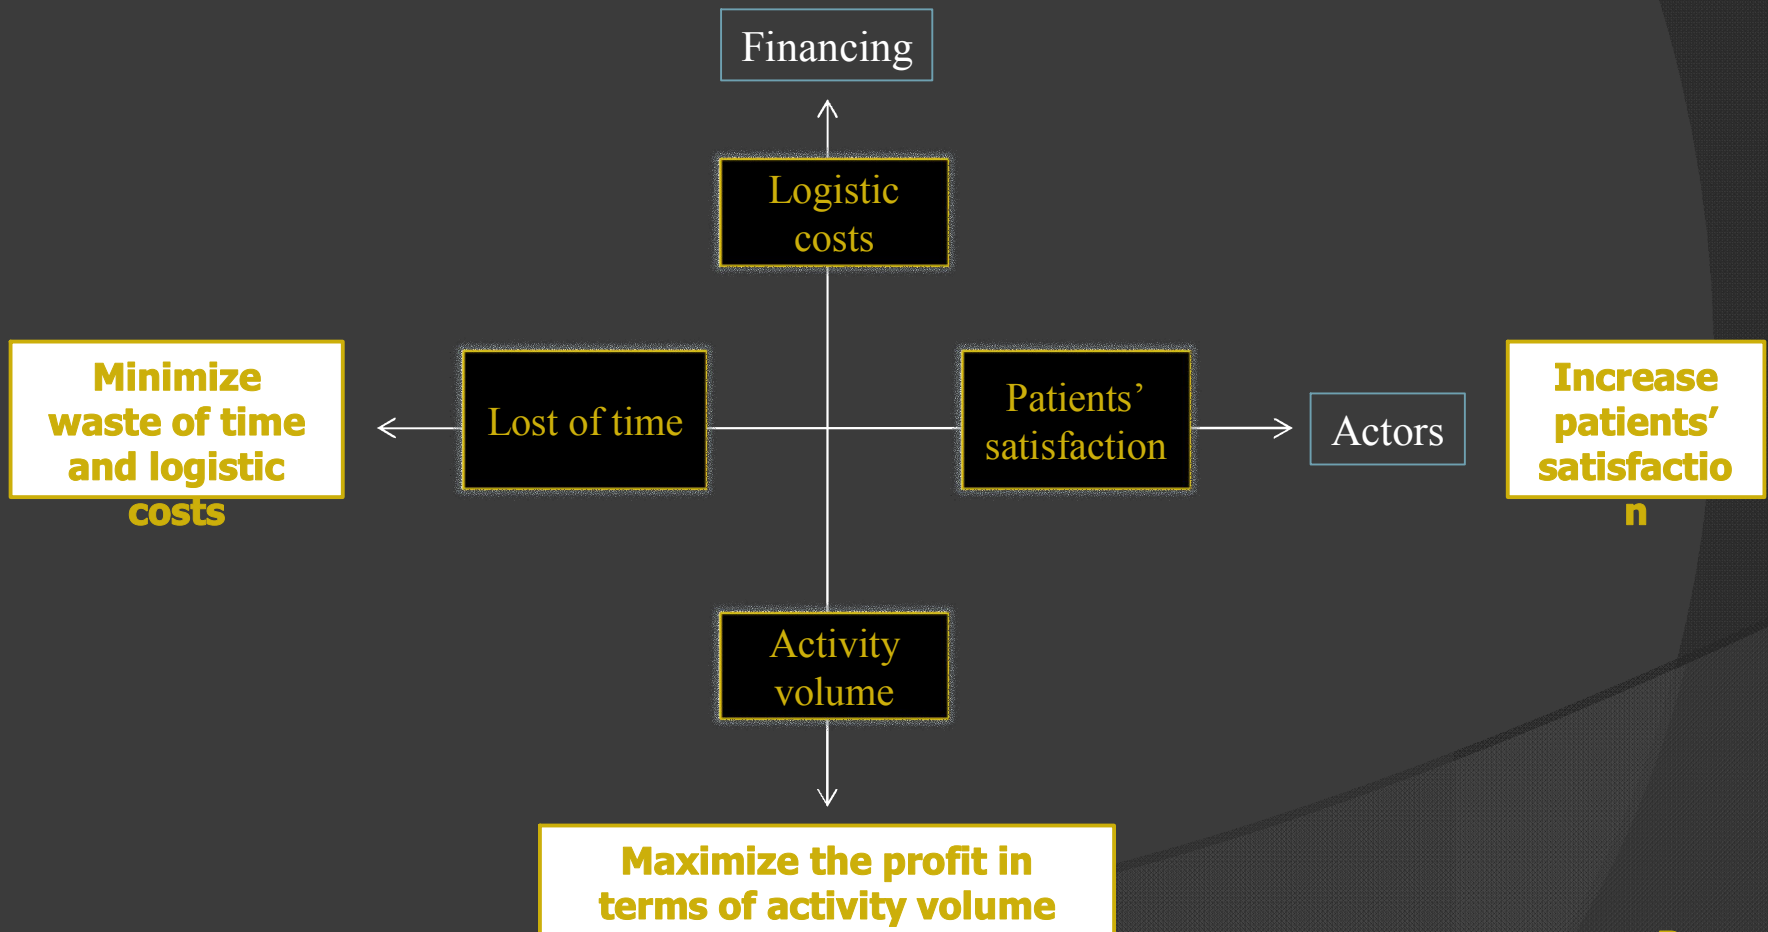 Financing
Logistic
costs
Minimize
waste of time
and logistic
costs
Lost of time
Patients’
satisfaction
Actors
Increase
patients’
satisfactio
n
Activity
volume
Maximize the profit in
terms of activity volume